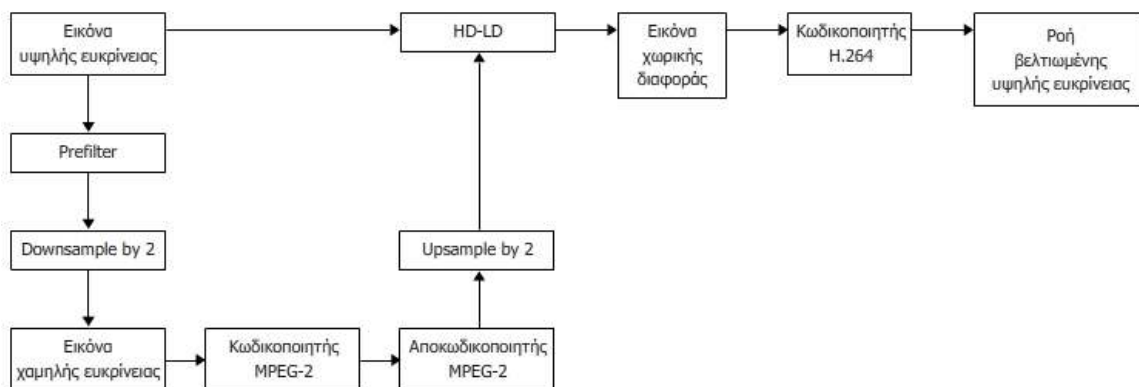 Εικόνα
υψηλής ευκρίνειας
HD-LD
Εικόνα
χωρικής
διαφοράς
Κωδικοποιητής
H.264
Ροή
βελτιωμένης
υψηλής ευκρίνειας
Prefilter
Downsample by 2
Upsample by 2
Εικόνα
χαμηλής ευκρίνειας
Κωδικοποιητής
MPEG-2
Αποκωδικοποιητής
MPEG-2